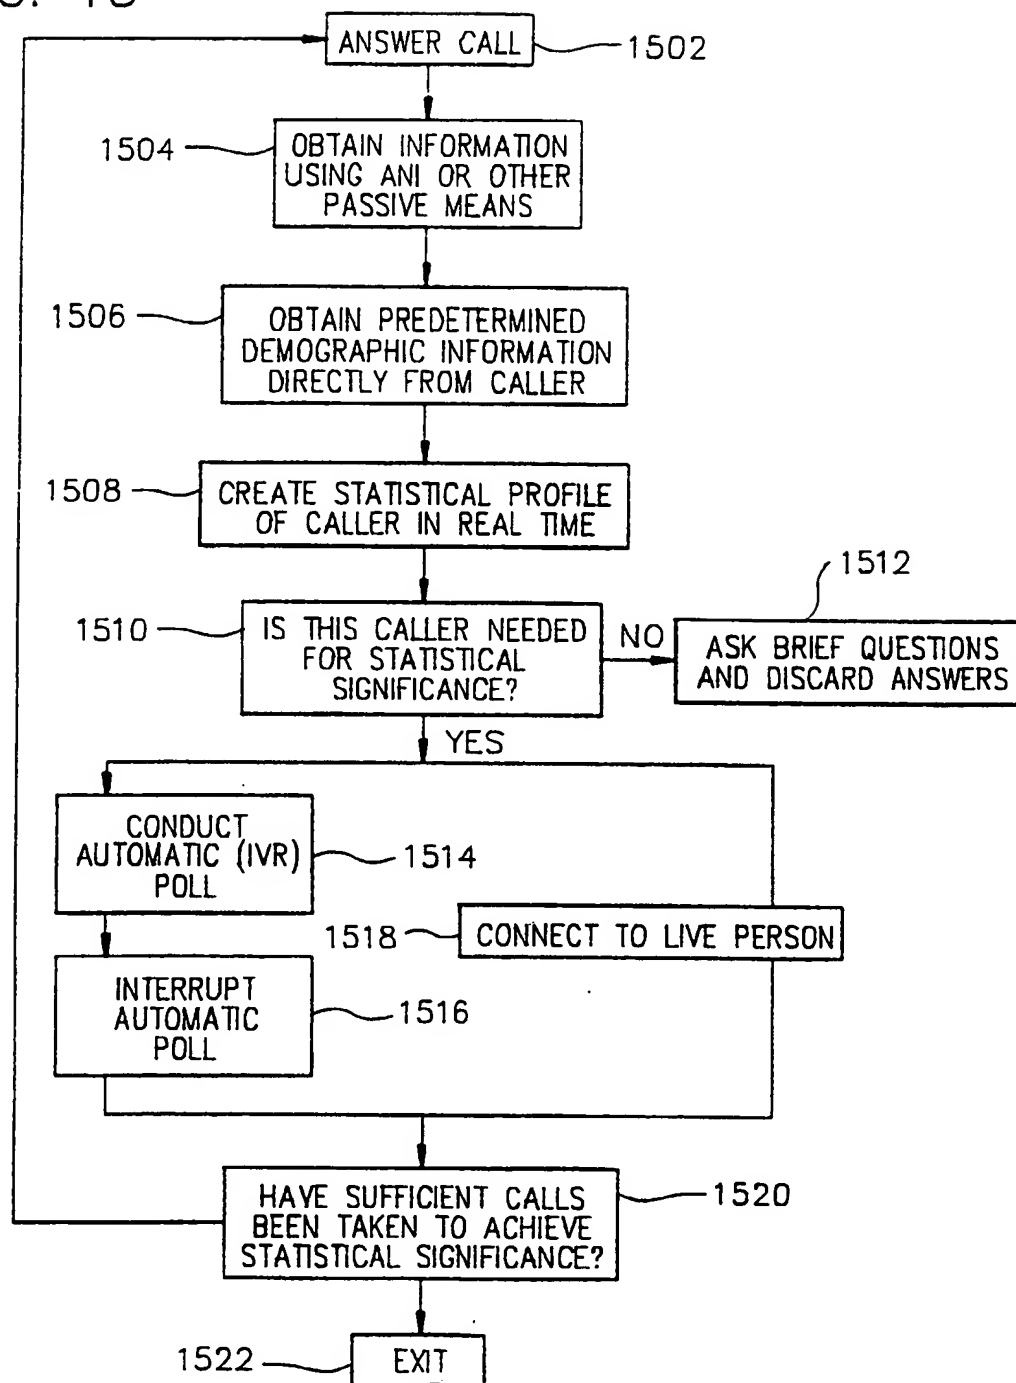 ANSWER CALL
1502
1504
OBTAIN INFORMATION
USING ANI OR OTHER
PASSIVE MEANS
1506
OBTAIN PREDETERMINED
DEMOGRAPHIC INFORMATION
DIRECTLY FROM CALLER
1508
CREATE STATISTICAL PROFILE
OF CALLER IN REAL TIME
1510
IS THIS CALLER NEEDED
FOR STATISTICAL
SIGNIFICANCE?
NO
1512
ASK BRIEF QUESTIONS
AND DISCARD ANSWERS
YES
CONDUCT
AUTOMATIC (IVR)
POLL
1514
1518
CONNECT TO LIVE PERSON
INTERRUPT
AUTOMATIC
POLL
1516
HAVE SUFFICIENT CALLS
BEEN TAKEN TO ACHIEVE
STATISTICAL SIGNIFICANCE?
1520
1522
EXIT